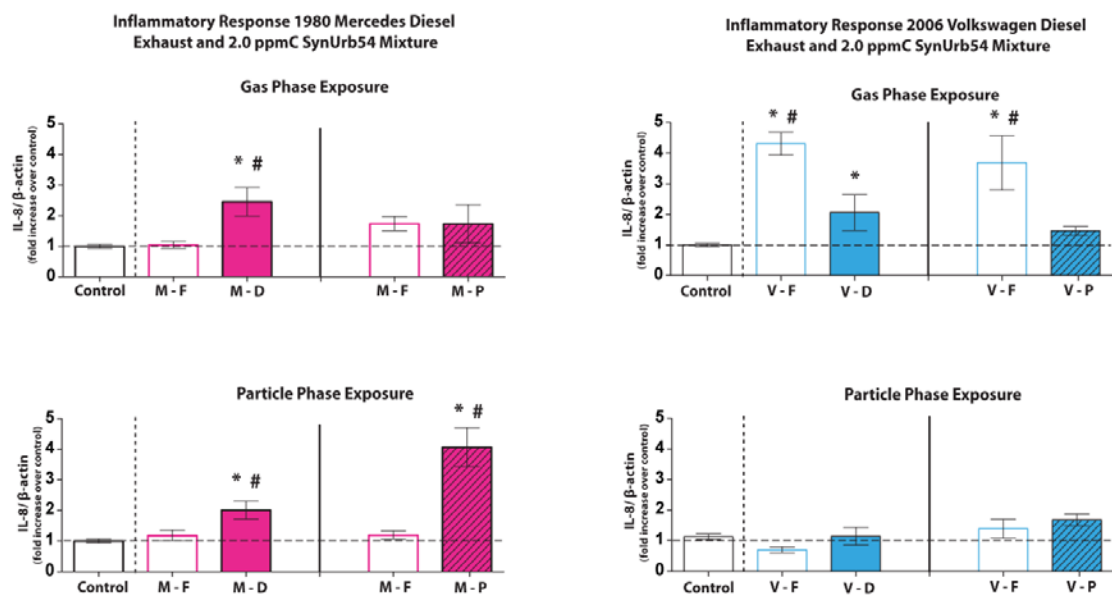 Inflammatory Response 1980 Mercedes Diesel
Exhaust and 2.0 ppmC SynUrb54 Mixture
Gas Phase Exposure
IL-8/ β-actin
(fold increase over control)
5
4
3
2
1
0
* #
Control
M - F
M - D
M - F
M - P
Particle Phase Exposure
IL-8/ β-actin
(fold increase over control)
5
4
3
2
1
0
* #
* #
Control
M - F
M - D
M - F
M - P
Inflammatory Response 2006 Volkswagen Diesel
Exhaust and 2.0 ppmC SynUrb54 Mixture
Gas Phase Exposure
IL-8/ β-actin
(fold increase over control)
5
4
3
2
1
0
* #
*
* #
Control
V - F
V - D
V - F
V - P
Particle Phase Exposure
IL-8/ β-actin
(fold increase over control)
5
4
3
2
1
0
Control
V - F
V - D
V - F
V - P